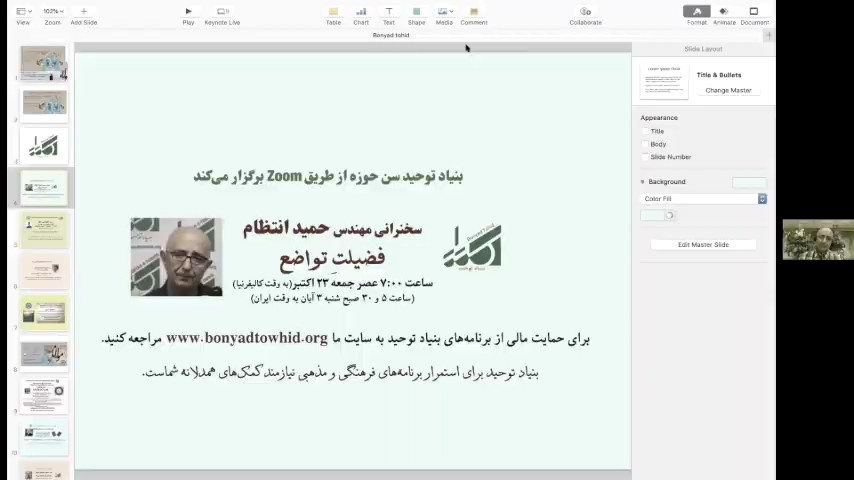 View
Zoom
Add Slide
Play
Keynote Live
Table
Chart
Text
Shape
Media
Comment
Collaborate
Format
Animate
Document
102%
Bonyad tohid
بنیاد توحید سن حوزه از طریق Zoom برگزار می‌کند
سخنرانی مهندس حمید انتظام
فضیلت تواضع
ساعت ۷:۰۰ عصر جمعه ۲۳ اکتبر(به وقت کالیفرنیا)
(ساعت ۵ و ۳۰ صبح شنبه ۳ آبان به وقت ایران)
برای حمایت مالی از برنامه‌های بنیاد توحید به سایت ما www.bonyadtowhid.org مراجعه کنید.
بنیاد توحید برای استمرار برنامه‌های فرهنگی و مذهبی نیازمند کمک‌های همدلانه شماست.
Slide Layout
Title & Bullets
Change Master
Appearance
Title
Body
Slide Number
Background
Color Fill
Edit Master Slide